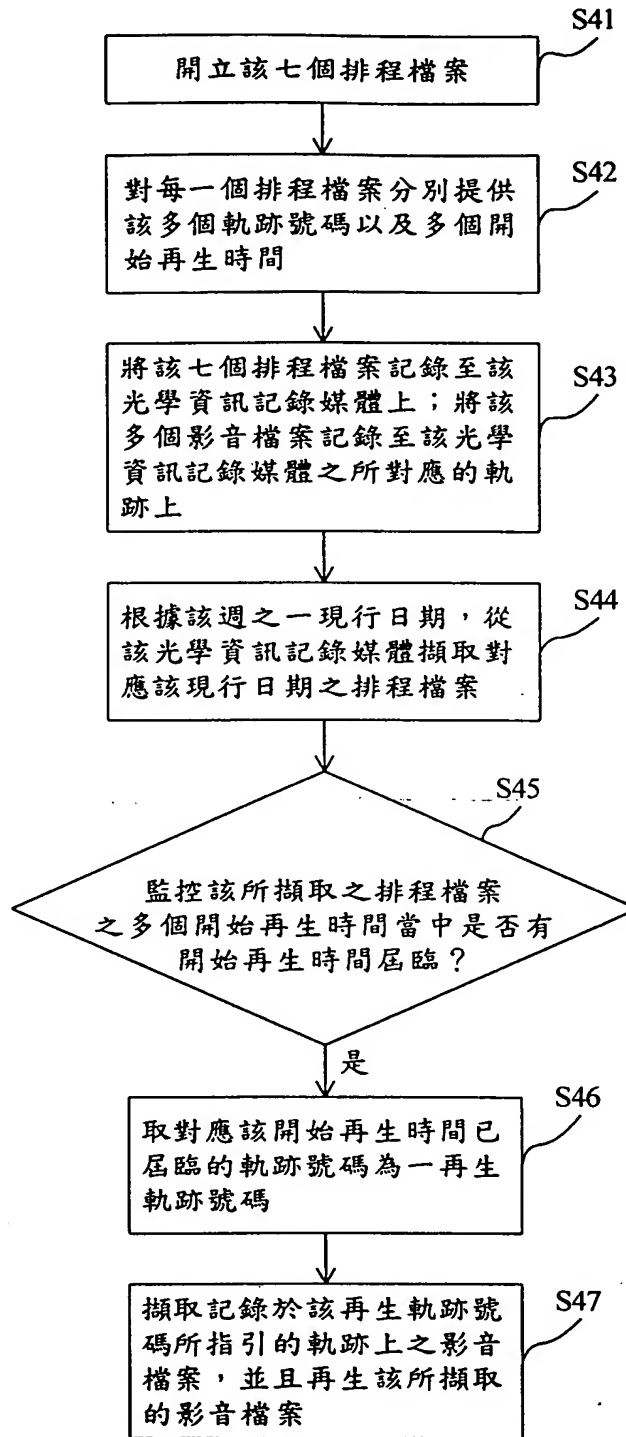 S41
開立該七個排程檔案
S42
對每一個排程檔案分別提供
該多個軌跡號碼以及多個開
始再生時間
S43
將該七個排程檔案記錄至該
光學資訊記錄媒體上；將該
多個影音檔案記錄至該光學
資訊記錄媒體之所對應的軌
跡上
S44
根據該週之一現行日期，從
該光學資訊記錄媒體擷取對
應該現行日期之排程檔案
S45
監控該所擷取之排程檔案
之多個開始再生時間當中是否有
開始再生時間屆臨？
是
S46
取對應該開始再生時間已
屆臨的軌跡號碼為一再生
軌跡號碼
S47
擷取記錄於該再生軌跡號
碼所指引的軌跡上之影音
檔案，並且再生該所擷取
的影音檔案